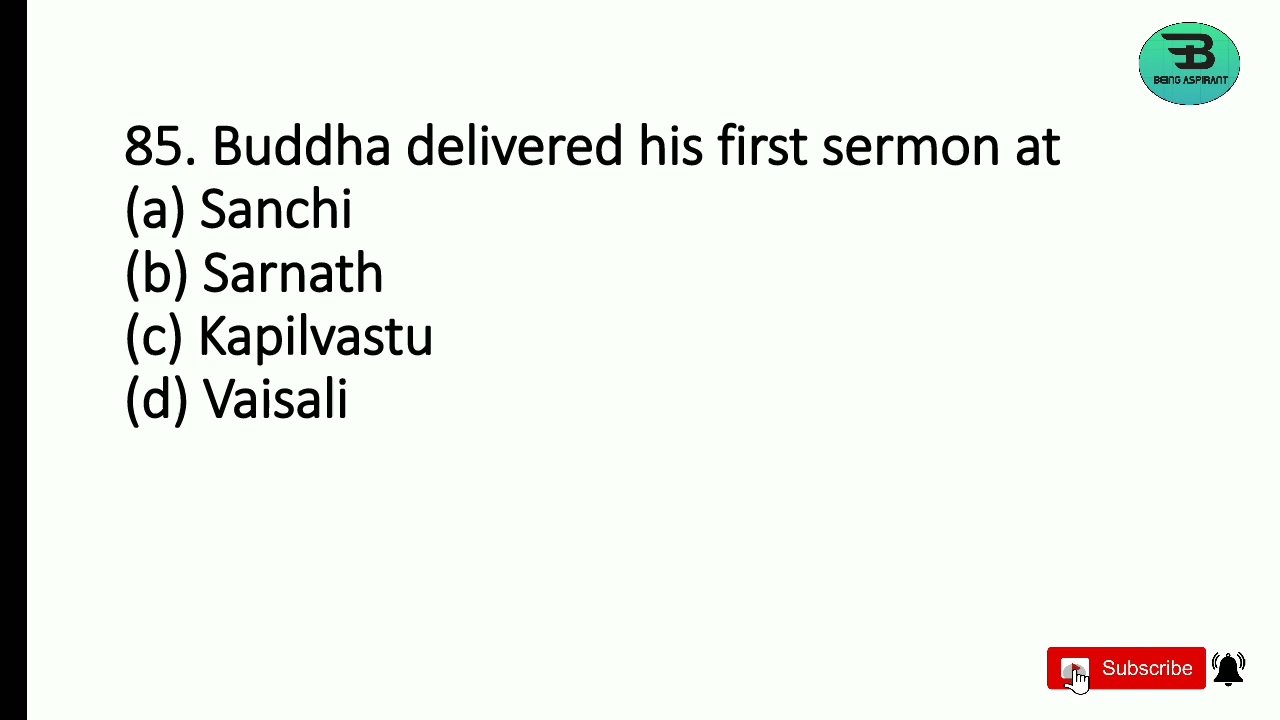 BEING ASPIRANT
85. Buddha delivered his first sermon at
(a) Sanchi
(b) Sarnath
(c) Kapilvastu
(d) Vaisali
Subscribe